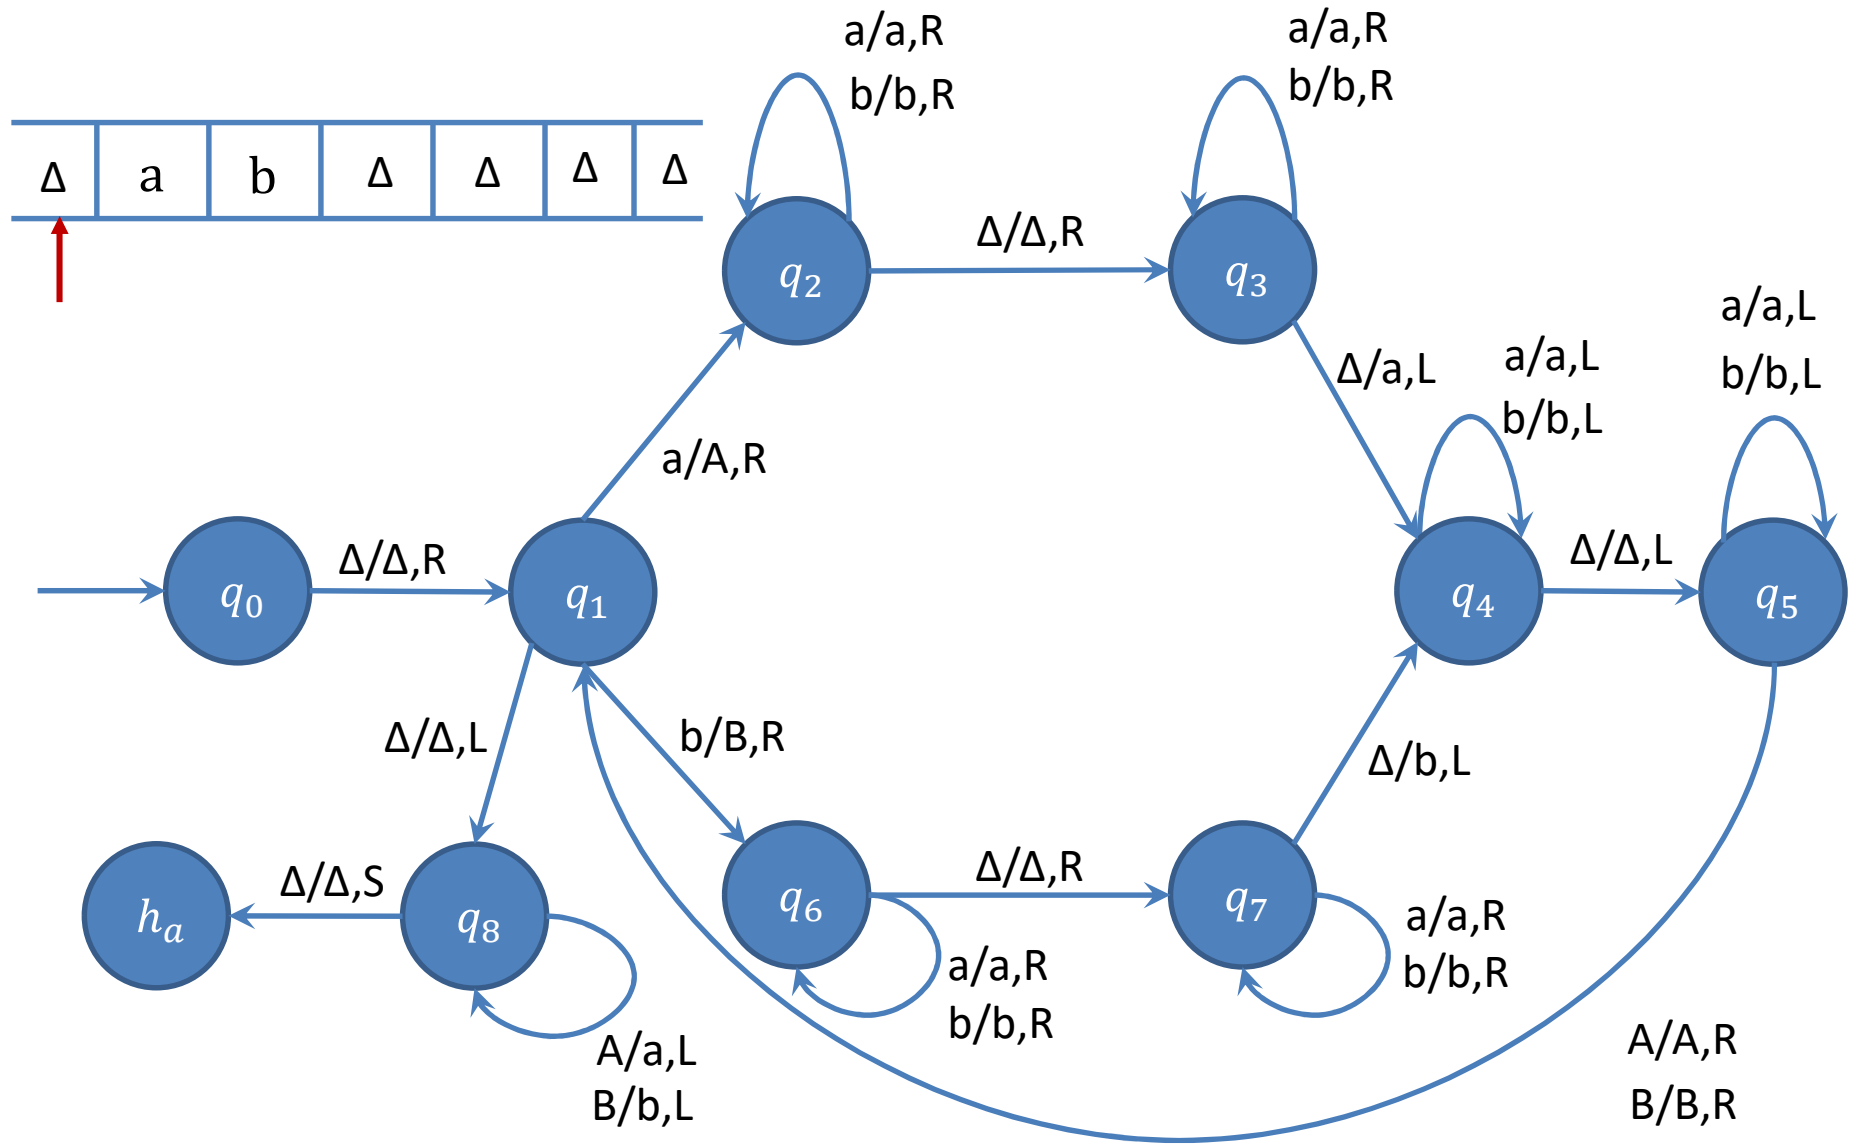 a/a,R
b/b,R
a/a,R
b/b,R
Δ a b Δ Δ Δ Δ
q2
Δ/Δ,R
q3
a/a,L
b/b,L
Δ/a,L
a/a,L
b/b,L
a/A,R
q0
Δ/Δ,R
q1
q4
Δ/Δ,L
q5
Δ/Δ,L
b/B,R
Δ/b,L
ha
Δ/Δ,S
q8
q6
Δ/Δ,R
q7
a/a,R
b/b,R
a/a,R
b/b,R
A/a,L
B/b,L
A/A,R
B/B,R